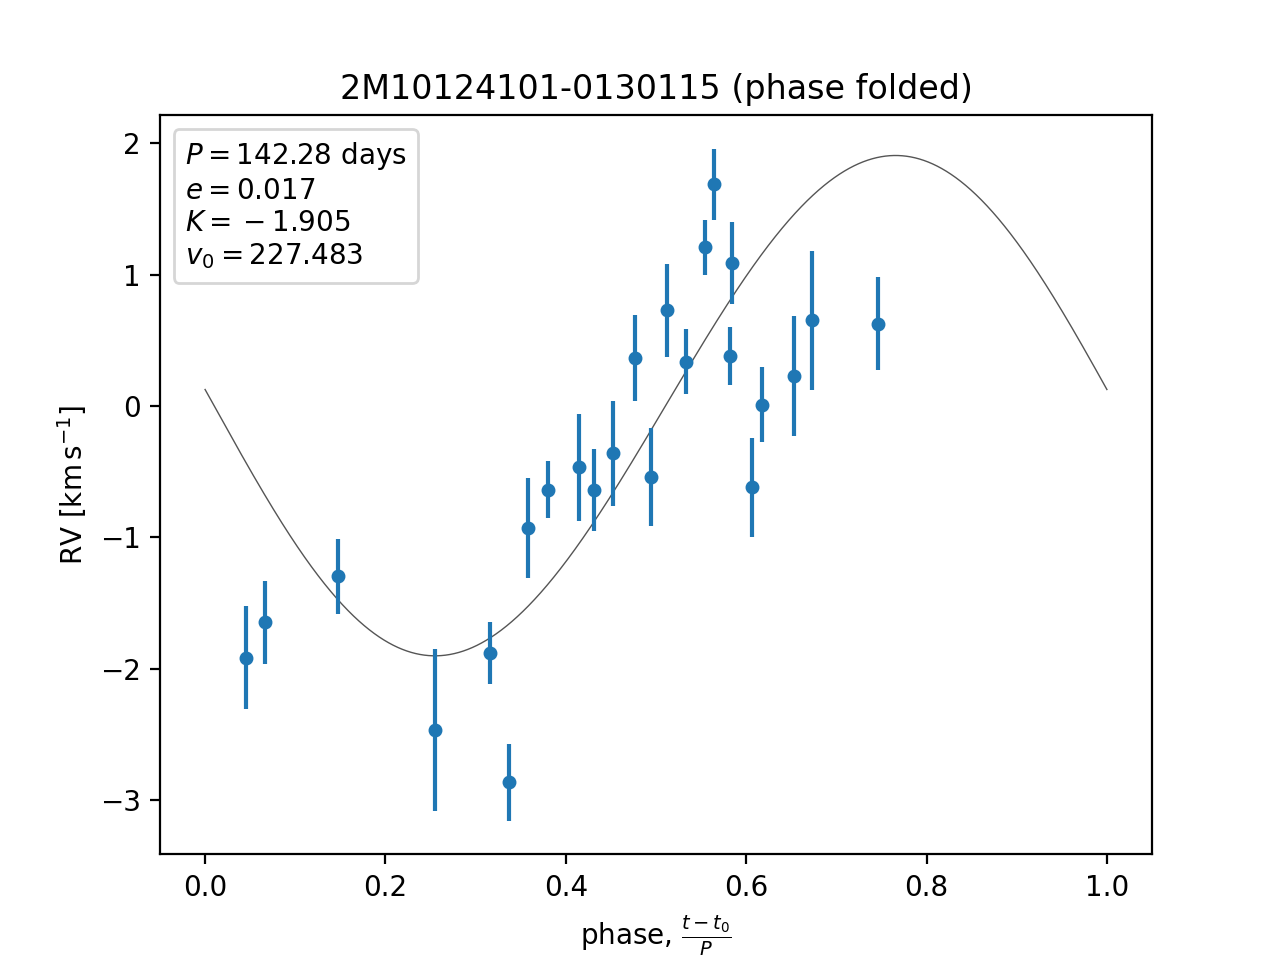 2M10124101-0130115 (phase folded)
P = 142.28 days
e = 0.017
K = −1.905
v₀ = 227.483
2
1
0
−1
−2
−3
RV [km s⁻¹]
0.0 0.2 0.4 0.6 0.8 1.0
phase, (t − t₀)/P